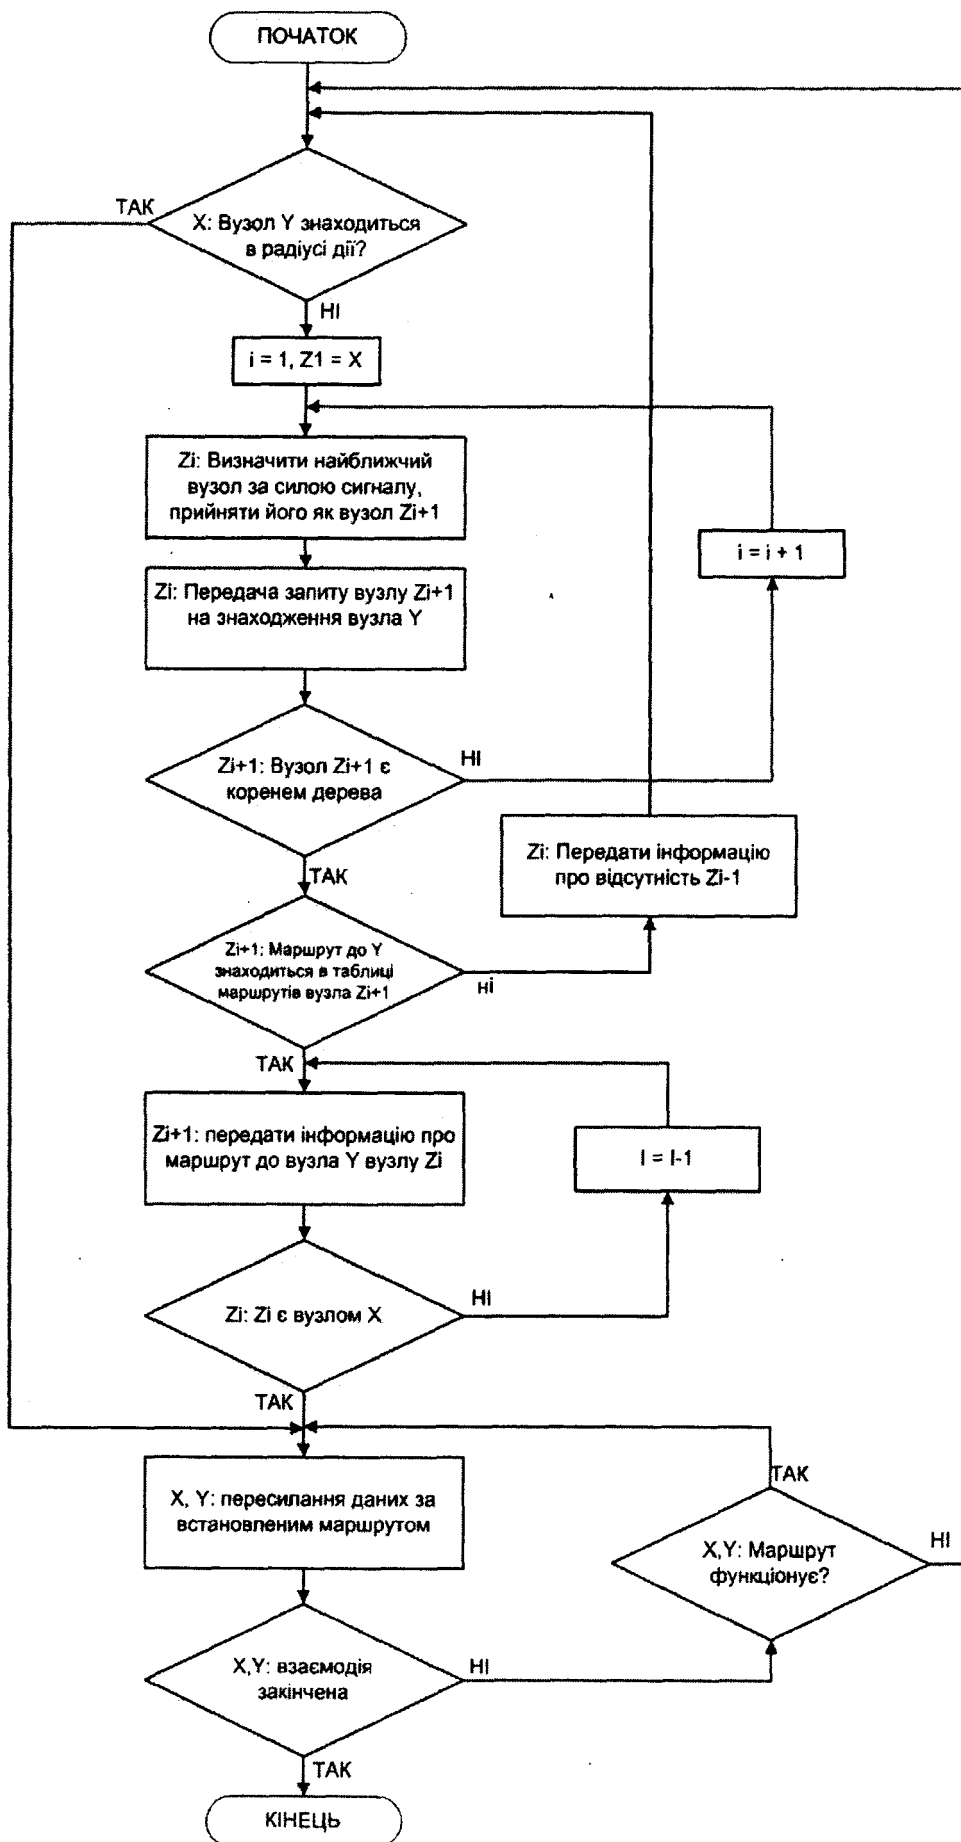 ПОЧАТОК
ТАК
X: Вузол Y знаходиться
в радіусі дії?
НІ
i = 1, Z1 = X
Zi: Визначити найближчий
вузол за силою сигналу,
прийняти його як вузол Zi+1
i = i + 1
Zi: Передача запиту вузлу Zi+1
на знаходження вузла Y
Zi+1: Вузол Zi+1 є
коренем дерева
НІ
ТАК
Zi: Передати інформацію
про відсутність Zi-1
Zi+1: Маршрут до Y
знаходиться в таблиці
маршрутів вузла Zi+1
ні
ТАК
Zi+1: передати інформацію про
маршрут до вузла Y вузлу Zi
I = I-1
Zi: Zi є вузлом X
НІ
ТАК
X, Y: пересилання даних за
встановленим маршрутом
ТАК
X,Y: Маршрут
функціонує?
НІ
X,Y: взаємодія
закінчена
НІ
ТАК
КІНЕЦЬ